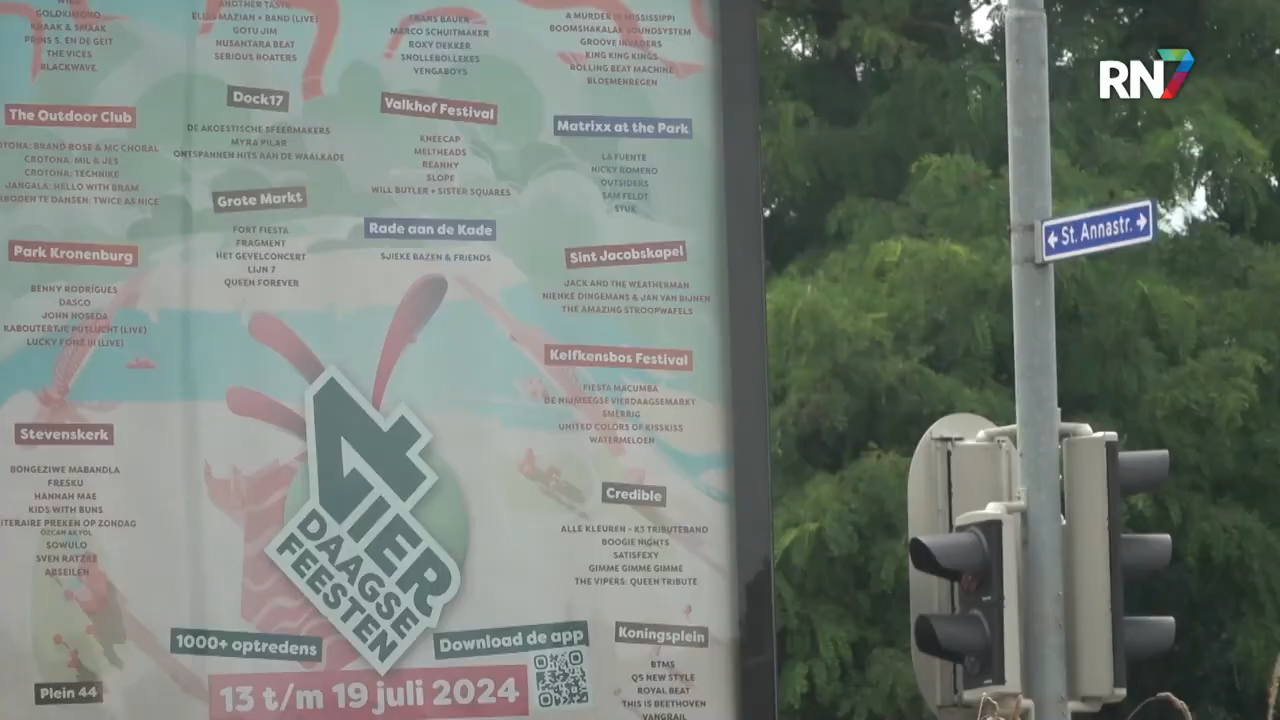 GOLDKIMONO
KRAAK & SMAAK
PRINS S. EN DE GEIT
THE VICES
BLACKWAVE.
The Outdoor Club
CROTONA: BRAND ROSE & MC CHORAL
CROTONA: MIL & JES
CROTONA: TECHNIKE
JANGALA: HELLO WITH BRAM
DE TANSEN: TWICE AS NICE
Park Kronenburg
BENNY RODRIGUES
DASCO
JOHN NOSEDA
KABOUTERTJE PUTLUCHT (LIVE)
LUCKY FONZ III (LIVE)
Stevenskerk
BONGEZIWE MABANDLA
FRESKU
HANNAH MAE
KIDS WITH BUNS
ITERAIRE PREKEN OP ZONDAG
ÖZCAN AKYOL
SOWULO
SVEN RATZKE
ABSEILEN
Plein 44
ANOTHER TASTE
ELIAS MAZIAN + BAND (LIVE)
GOTU JIM
NUSANTARA BEAT
SERIOUS BOATERS
Dock17
DE AKOESTISCHE SFEERMAKERS
MYRA PILAR
ONTSPANNEN HITS AAN DE WAALKADE
Grote Markt
FORT FIESTA
FRAGMENT
HET GEVELCONCERT
LIJN 7
QUEEN FOREVER
FRANS BAUER
MARCO SCHUITMAKER
ROXY DEKKER
SNOLLEBOLLEKES
VENGABOYS
Valkhof Festival
KNEECAP
MELTHEADS
REANNY
SLOPE
WILL BUTLER + SISTER SQUARES
Rade aan de Kade
SJIEKE BAZEN & FRIENDS
A MURDER IN MISSISSIPPI
BOOMSHAKALAK SOUNDSYSTEM
GROOVE INVADERS
KING KING KINGS
ROLLING BEAT MACHINE
BLOEMENREGEN
Matrixx at the Park
LA FUENTE
NICKY ROMERO
OUTSIDERS
SAM FELDT
STUK
Sint Jacobskapel
JACK AND THE WEATHERMAN
NIENKE DINGEMANS & JAN VAN BIJNEN
THE AMAZING STROOPWAFELS
Kelfkensbos Festival
FIESTA MACUMBA
DE NIJMEEGSE VIERDAAGSEMARKT
SMERRIG
UNITED COLORS OF KISSKISS
WATERMELOEN
Credible
ALLE KLEUREN - K3 TRIBUTEBAND
BOOGIE NIGHTS
SATISFEXY
GIMME GIMME GIMME
THE VIPERS: QUEEN TRIBUTE
Koningsplein
BTMS
Q5 NEW STYLE
ROYAL BEAT
THIS IS BEETHOVEN
VANGRAIL
4IER
DAAGSE
FEESTEN
1000+ optredens
Download de app
13 t/m 19 juli 2024
St. Annastr.
RN7